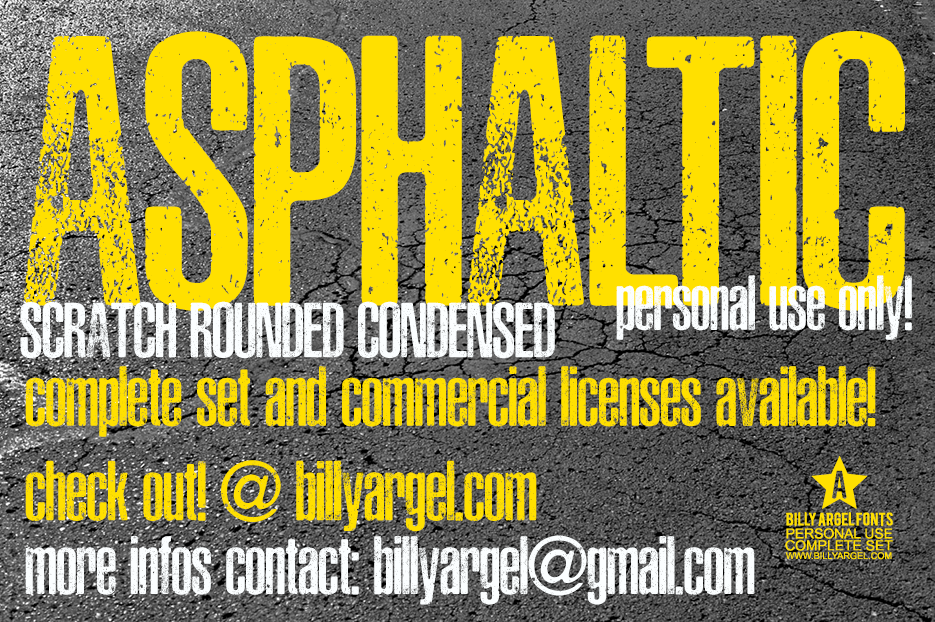 ASPHALTIC
personal use only!
SCRATCH ROUNDED CONDENSED
complete set and commercial licenses available!
check out! @ billyargel.com
more infos contact: billyargel@gmail.com
A
BILLY ARGEL FONTS
PERSONAL USE
COMPLETE SET
WWW.BILLYARGEL.COM